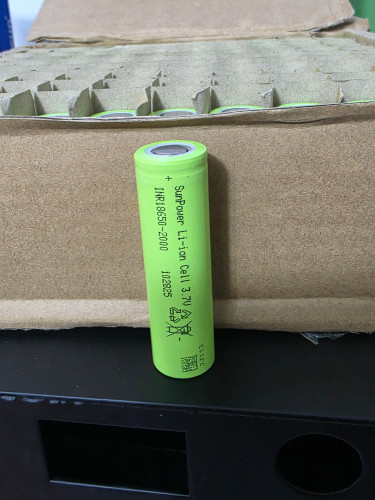 + SunPower Li-ion Cell 3.7V
INR18650-2000 102825 -